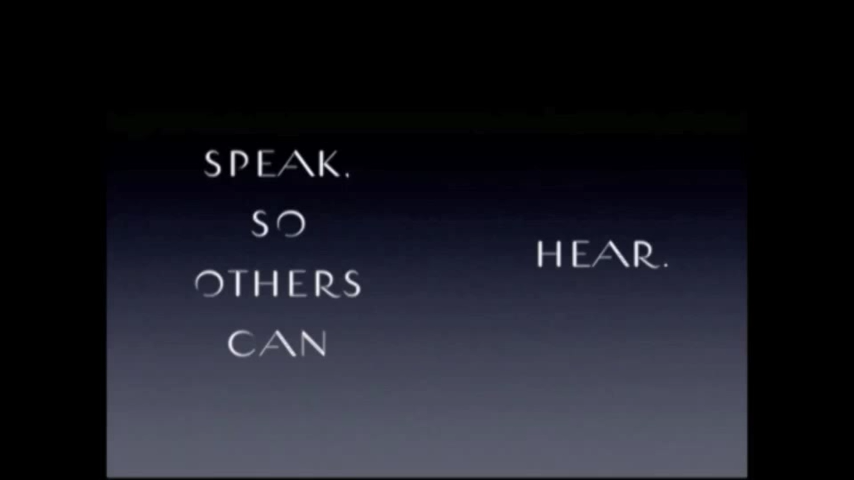 SPEAK.
SO
OTHERS
CAN
HEAR.